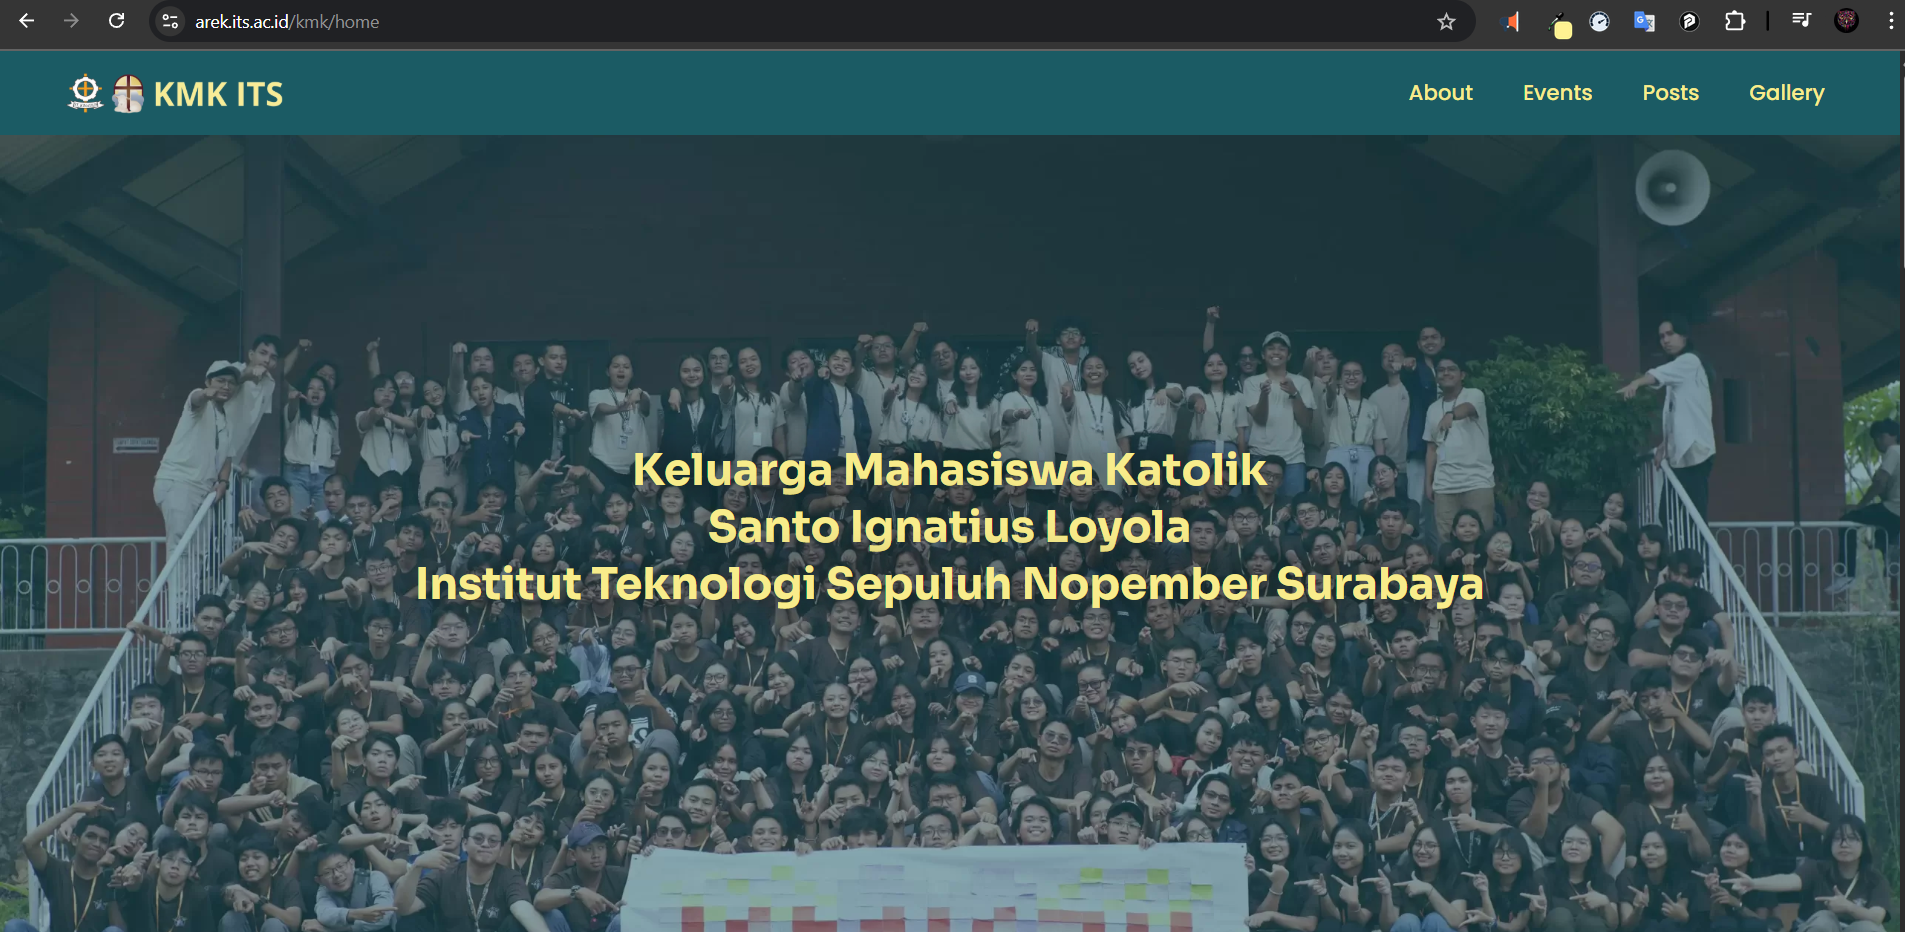 arek.its.ac.id/kmk/home
KMK ITS
About Events Posts Gallery
Keluarga Mahasiswa Katolik
Santo Ignatius Loyola
Institut Teknologi Sepuluh Nopember Surabaya